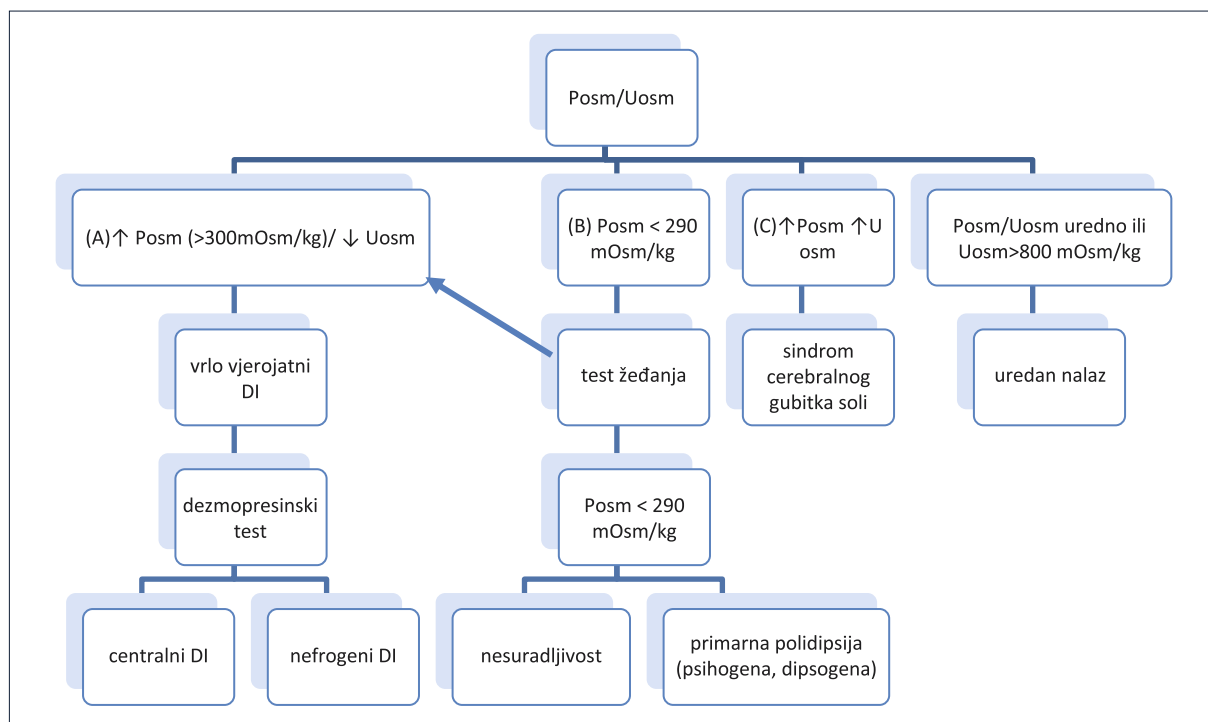 Posm/Uosm
(A)↑ Posm (>300mOsm/kg)/ ↓ Uosm
(B) Posm < 290
mOsm/kg
(C)↑Posm ↑U
osm
Posm/Uosm uredno ili
Uosm>800 mOsm/kg
vrlo vjerojatni
DI
test žeđanja
sindrom
cerebralnog
gubitka soli
uredan nalaz
dezmopresinski
test
Posm < 290
mOsm/kg
centralni DI
nefrogeni DI
nesuradljivost
primarna polidipsija
(psihogena, dipsogena)